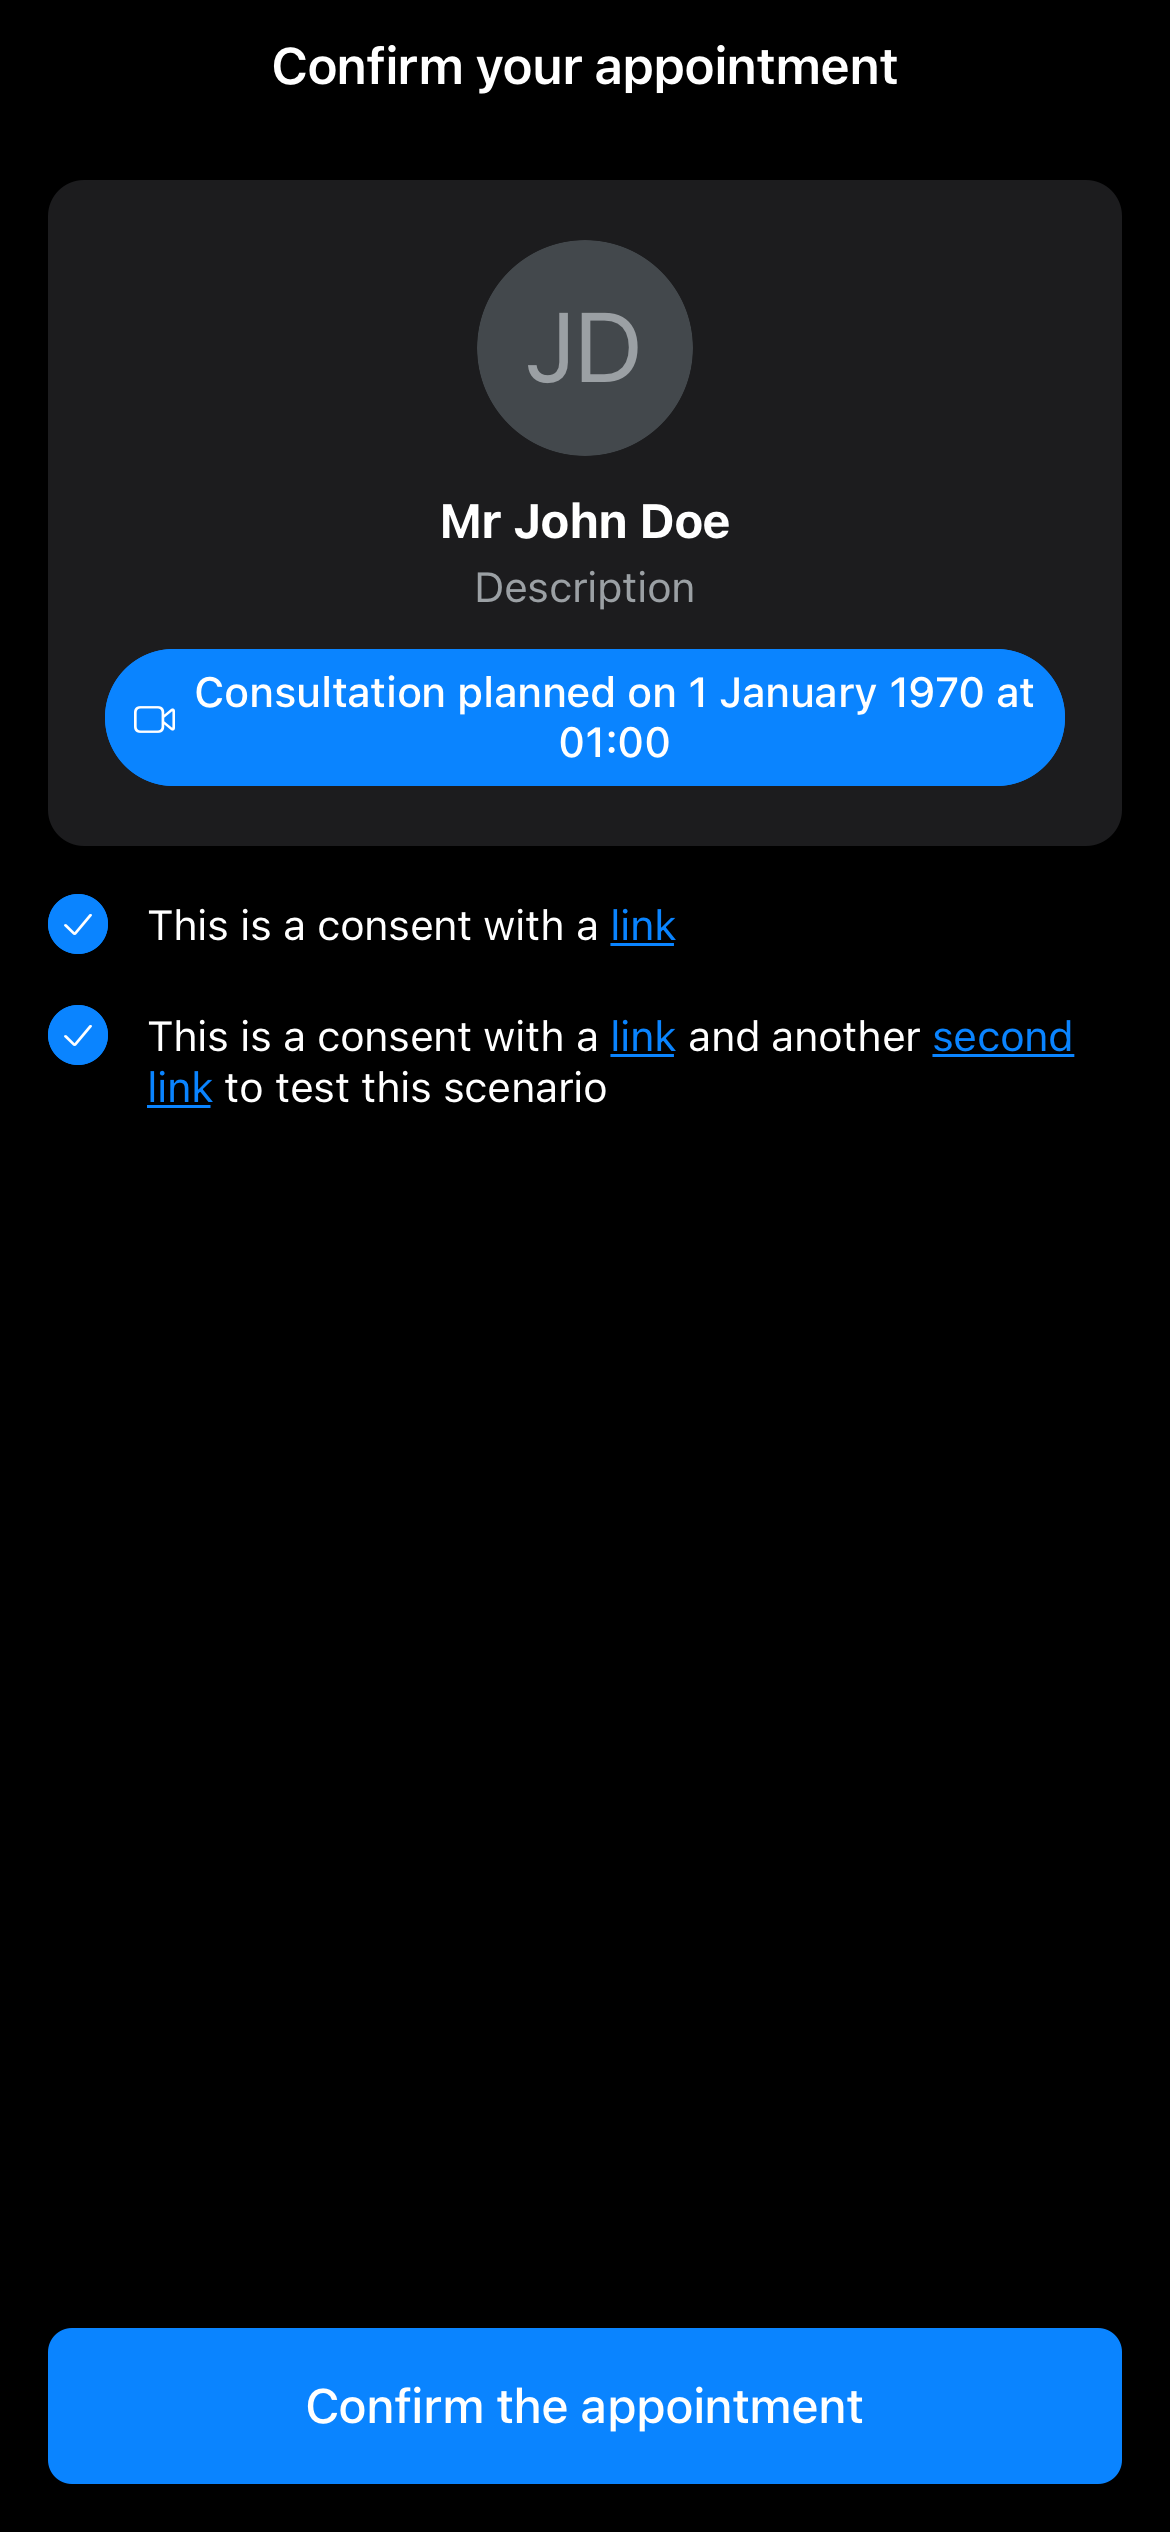 Confirm your appointment
JD
Mr John Doe
Description
Consultation planned on 1 January 1970 at
01:00
This is a consent with a link
This is a consent with a link and another second
link to test this scenario
Confirm the appointment